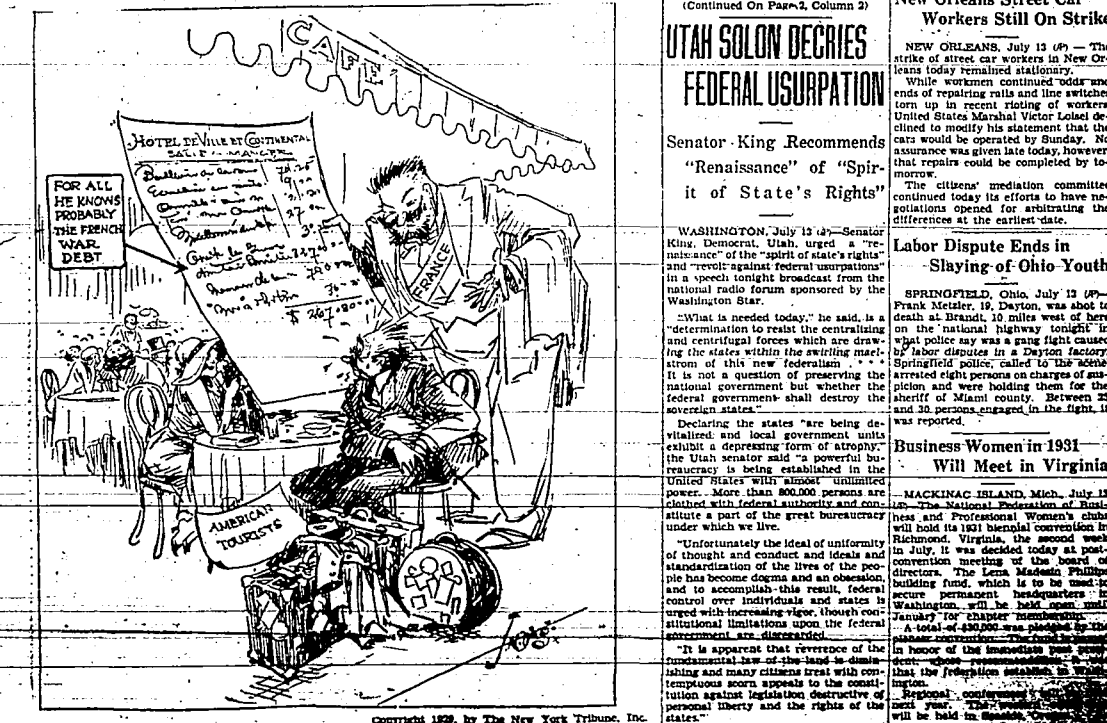 CAFE
HOTEL DE VILLE ET CONTINENTAL
FOR ALL
HE KNOWS
PROBABLY
THE FRENCH
WAR
DEBT
FRANCE
AMERICAN
TOURISTS
Copyright 1929, by The New York Tribune, Inc.
(Continued On Page 2, Column 2)
UTAH SOLON DECRIES
FEDERAL USURPATION
Senator King Recommends
"Renaissance" of "Spir-
it of State's Rights"
WASHINGTON, July 13 (AP)—Senator
King, Democrat, Utah, urged a "re-
naissance" of the "spirit of state's rights"
and "revolt against federal usurpations"
in a speech tonight broadcast from the
national radio forum sponsored by the
Washington Star.
"What is needed today," he said, is a
"determination to resist the centralizing
and centrifugal forces which are draw-
ing the states within the swirling mael-
strom of this new federalism . * * *
It is not a question of preserving the
national government but whether the
federal government shall destroy the
sovereign states."
Declaring the states "are being de-
vitalized and local government units
exhibit a depressing form of atrophy,"
the Utah senator said "a powerful bu-
reaucracy is being established in the
United States with almost unlimited
power. More than 800,000 persons are
clothed with federal authority and con-
stitute a part of the great bureaucracy
under which we live.
"Unfortunately the ideal of uniformity
of thought and conduct and ideals and
standardization of the lives of the peo-
ple has become dogma and an obsession,
and to accomplish this result, federal
control over individuals and states is
urged with increasing vigor, though con-
stitutional limitations upon the federal
government are disregarded.
"It is apparent that reverence of the
fundamental law of the land is dimin-
ishing and many citizens treat with con-
temptuous scorn appeals to the consti-
tution against legislation destructive of
personal liberty and the rights of the
states."
New Orleans Street Car
Workers Still On Strike
NEW ORLEANS, July 13 (AP) — The
strike of street car workers in New Or-
leans today remained stationary.
While workmen continued odds and
ends of repairing rails and line switches
torn up in recent rioting of workers
United States Marshal Victor Loisel de-
clined to modify his statement that the
cars would be operated by Sunday. No
assurance was given late today, however
that repairs could be completed by to-
morrow.
The citizens' mediation committee
continued today its efforts to have ne-
gotiations opened for arbitrating the
differences at the earliest date.
Labor Dispute Ends in
Slaying of Ohio Youth
SPRINGFIELD, Ohio, July 13 (AP)—
Frank Metzler, 19, Dayton, was shot to
death at Brandt, 10 miles west of here
on the national highway tonight in
what police say was a gang fight caused
by labor disputes in a Dayton factory.
Springfield police, called to the scene
arrested eight persons on charges of sus-
picion and were holding them for the
sheriff of Miami county. Between 25
and 30 persons engaged in the fight, it
was reported.
Business Women in 1931
Will Meet in Virginia
MACKINAC ISLAND, Mich., July 13
(AP)—The National Federation of Busi-
ness and Professional Women's clubs
will hold its 1931 biennial convention in
Richmond, Virginia, the second week
in July, it was decided today at post-
convention meeting of the board of
directors. The Lena Madesin Phillips
building fund, which is to be used to
secure permanent headquarters in
Washington, will be held open until
January for chapter membership.
A total of
in honor of the immediate past
that the federation establish in Wash-
ington.
Regional
next year.
will be held in